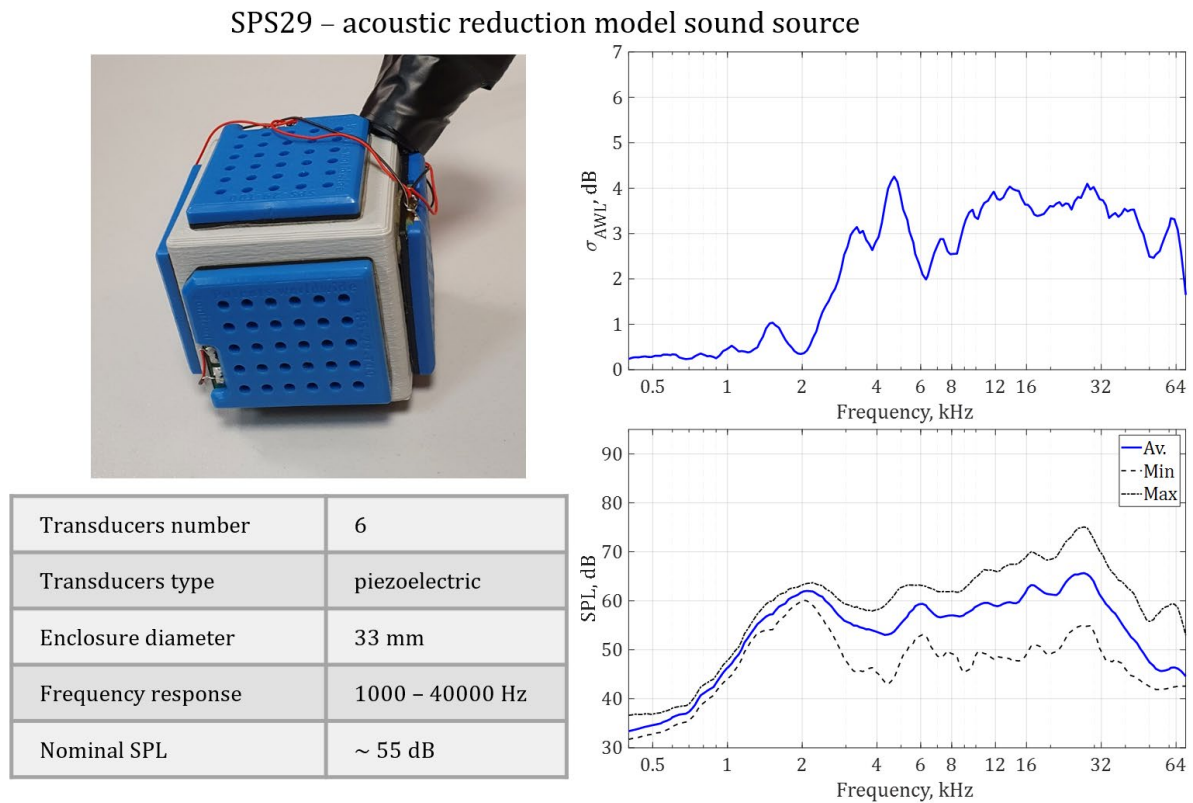 SPS29 – acoustic reduction model sound source
Transducers number 6
Transducers type piezoelectric
Enclosure diameter 33 mm
Frequency response 1000 – 40000 Hz
Nominal SPL ~ 55 dB
7
6
5
4
3
2
1
0
σAWL, dB
0.5 1 2 4 6 8 12 16 32 64
Frequency, kHz
90
80
70
60
50
40
30
SPL, dB
Av.
Min
Max
0.5 1 2 4 6 8 12 16 32 64
Frequency, kHz